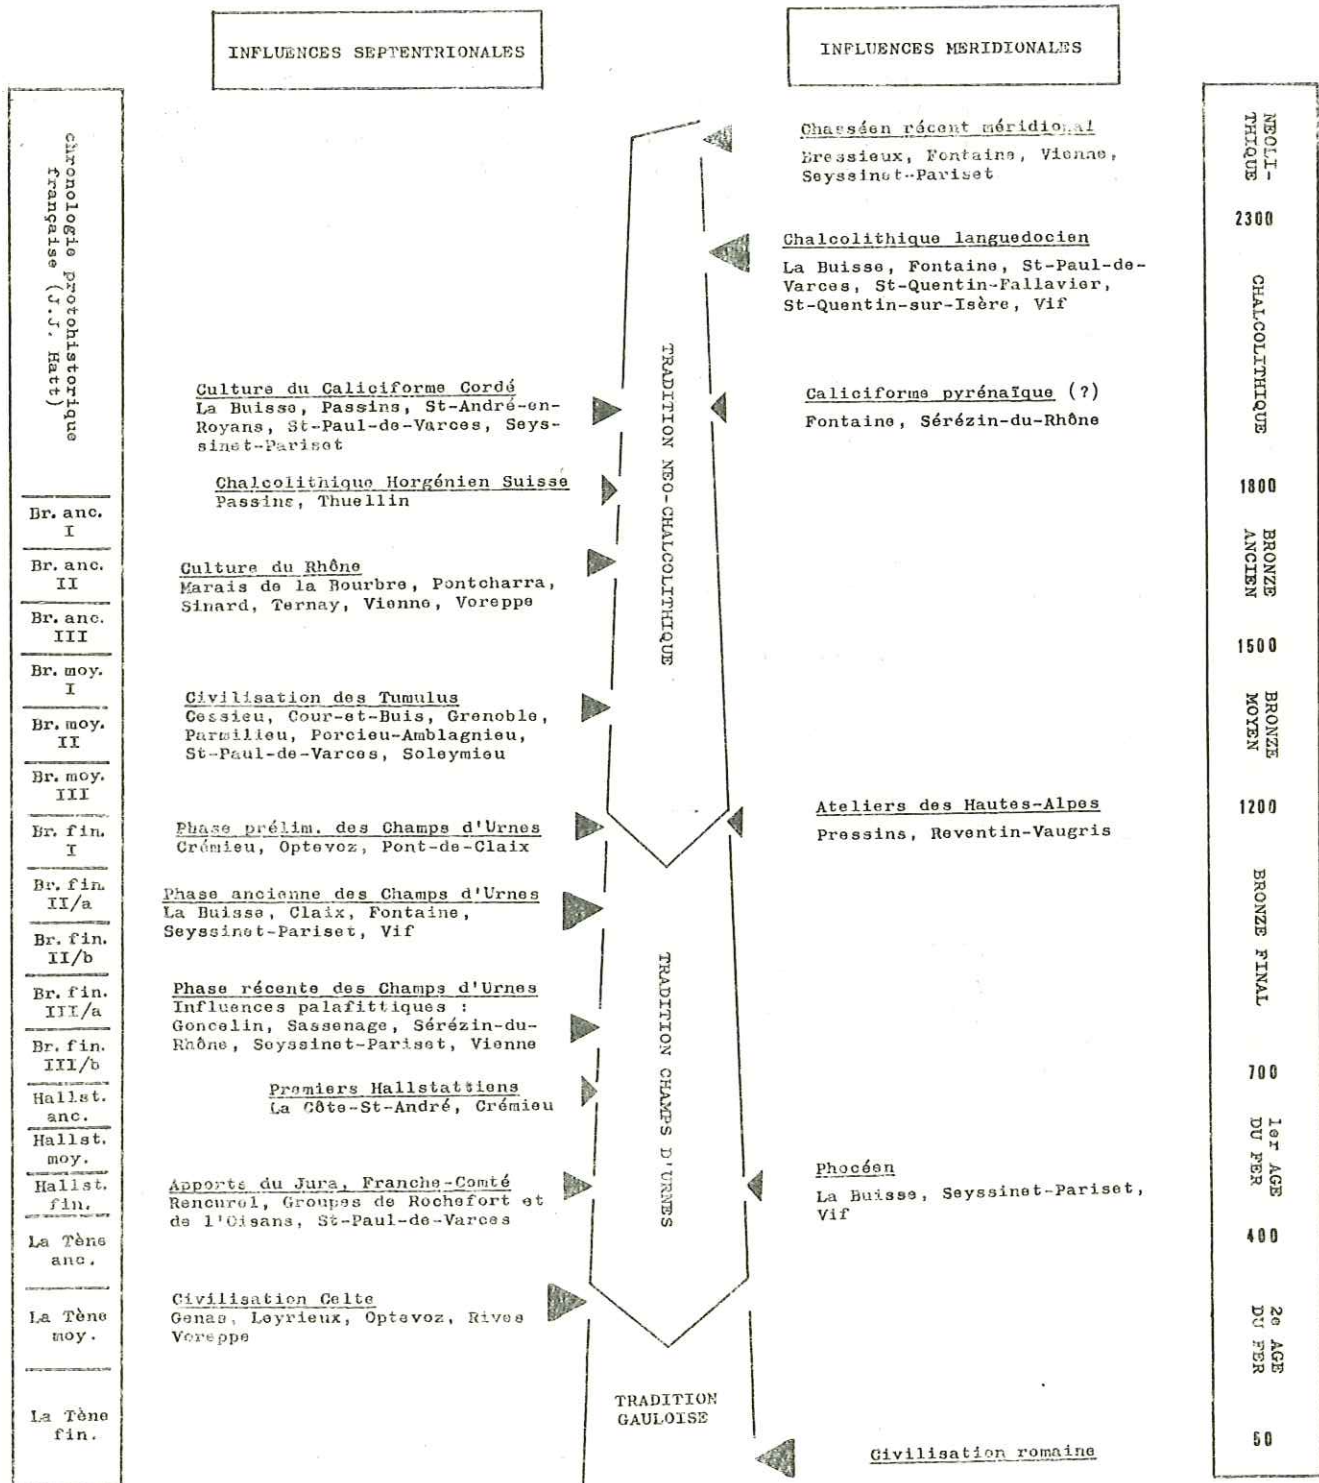 INFLUENCES SEPTENTRIONALES
INFLUENCES MERIDIONALES
chronologie protohistorique
française (J.J. Hatt)
Br. anc.
I
Br. anc.
II
Br. anc.
III
Br. moy.
I
Br. moy.
II
Br. moy.
III
Br. fin.
I
Br. fin.
II/a
Br. fin.
II/b
Br. fin.
III/a
Br. fin.
III/b
Hallst.
anc.
Hallst.
moy.
Hallst.
fin.
La Tène
anc.
La Tène
moy.
La Tène
fin.
Culture du Caliciforme Cordé
La Buisse, Passins, St-André-en-
Royans, St-Paul-de-Varces, Seys-
sinet-Pariset
Chalcolithique Horgénien Suisse
Passins, Thuellin
Culture du Rhône
Marais de la Bourbre, Pontcharra,
Sinard, Ternay, Vienne, Voreppe
Civilisation des Tumulus
Cessieu, Cour-et-Buis, Grenoble,
Parmilieu, Porcieu-Amblagnieu,
St-Paul-de-Varces, Soleymieu
Phase prélim. des Champs d'Urnes
Crémieu, Optevoz, Pont-de-Claix
Phase ancienne des Champs d'Urnes
La Buisse, Claix, Fontaine,
Seyssinet-Pariset, Vif
Phase récente des Champs d'Urnes
Influences palafittiques :
Goncelin, Sassenage, Sérézin-du-
Rhône, Seyssinet-Pariset, Vienne
Premiers Hallstattiens
La Côte-St-André, Crémieu
Apports du Jura, Franche-Comté
Rencurel, Groupes de Rochefort et
de l'Oisans, St-Paul-de-Varces
Civilisation Celte
Genas, Leyrieux, Optevoz, Rives
Voreppe
TRADITION NEO-CHALCOLITHIQUE
TRADITION CHAMPS D'URNES
TRADITION
GAULOISE
Chasséen récent méridional
Bressieux, Fontaine, Vienne,
Seyssinet-Pariset
Chalcolithique languedocien
La Buisse, Fontaine, St-Paul-de-
Varces, St-Quentin-Fallavier,
St-Quentin-sur-Isère, Vif
Caliciforme pyrénaïque (?)
Fontaine, Sérézin-du-Rhône
Ateliers des Hautes-Alpes
Pressins, Reventin-Vaugris
Phocéen
La Buisse, Seyssinet-Pariset,
Vif
Civilisation romaine
NEOLI-
THIQUE
2300
CHALCOLITHIQUE
1800
BRONZE
ANCIEN
1500
BRONZE
MOYEN
1200
BRONZE FINAL
700
1er AGE
DU FER
400
2e AGE
DU FER
50